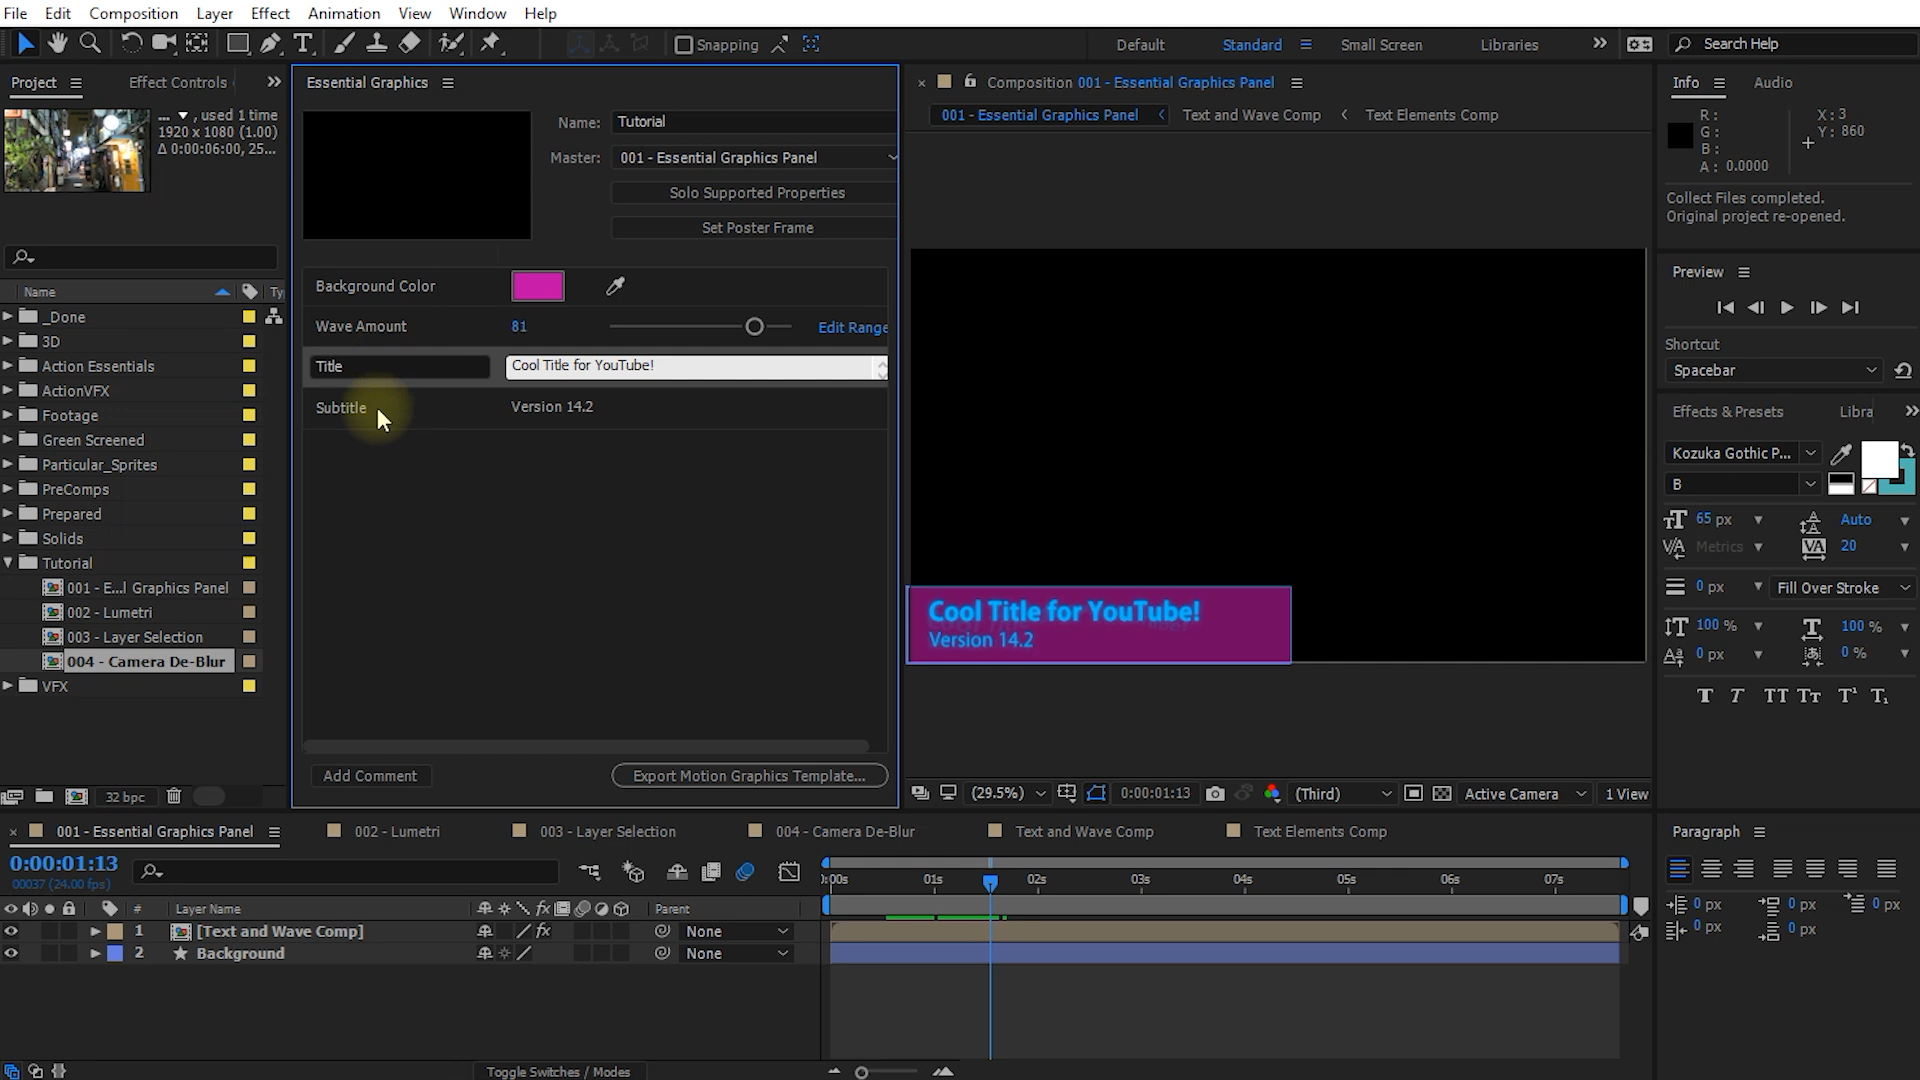 File Edit Composition Layer Effect Animation View Window Help
Snapping Default Standard Small Screen Libraries Search Help
Project Effect Controls
... , used 1 time
1920 x 1080 (1.00)
Δ 0:00:06:00, 25...
Name
_Done
3D
Action Essentials
ActionVFX
Footage
Green Screened
Particular_Sprites
PreComps
Prepared
Solids
Tutorial
001 - E...l Graphics Panel
002 - Lumetri
003 - Layer Selection
004 - Camera De-Blur
VFX
32 bpc
Essential Graphics
Name: Tutorial
Master: 001 - Essential Graphics Panel
Solo Supported Properties
Set Poster Frame
Background Color
Wave Amount 81 Edit Range
Title Cool Title for YouTube!
Subtitle Version 14.2
Add Comment Export Motion Graphics Template...
Composition 001 - Essential Graphics Panel
001 - Essential Graphics Panel Text and Wave Comp Text Elements Comp
Cool Title for YouTube!
Version 14.2
(29.5%) 0:00:01:13 (Third) Active Camera 1 View
Info Audio
R :
G :
B :
A : 0.0000
X : 3
Y : 860
Collect Files completed.
Original project re-opened.
Preview
Shortcut
Spacebar
Effects & Presets Libra
Kozuka Gothic P...
B
65 px Auto
Metrics 20
0 px Fill Over Stroke
100 % 100 %
0 px 0 %
Paragraph
0 px 0 px 0 px
0 px 0 px
001 - Essential Graphics Panel 002 - Lumetri 003 - Layer Selection 004 - Camera De-Blur Text and Wave Comp Text Elements Comp
0:00:01:13
00037 (24.00 fps)
):00s 01s 02s 03s 04s 05s 06s 07s
# Layer Name Parent
1 [Text and Wave Comp] None
2 Background None
Toggle Switches / Modes